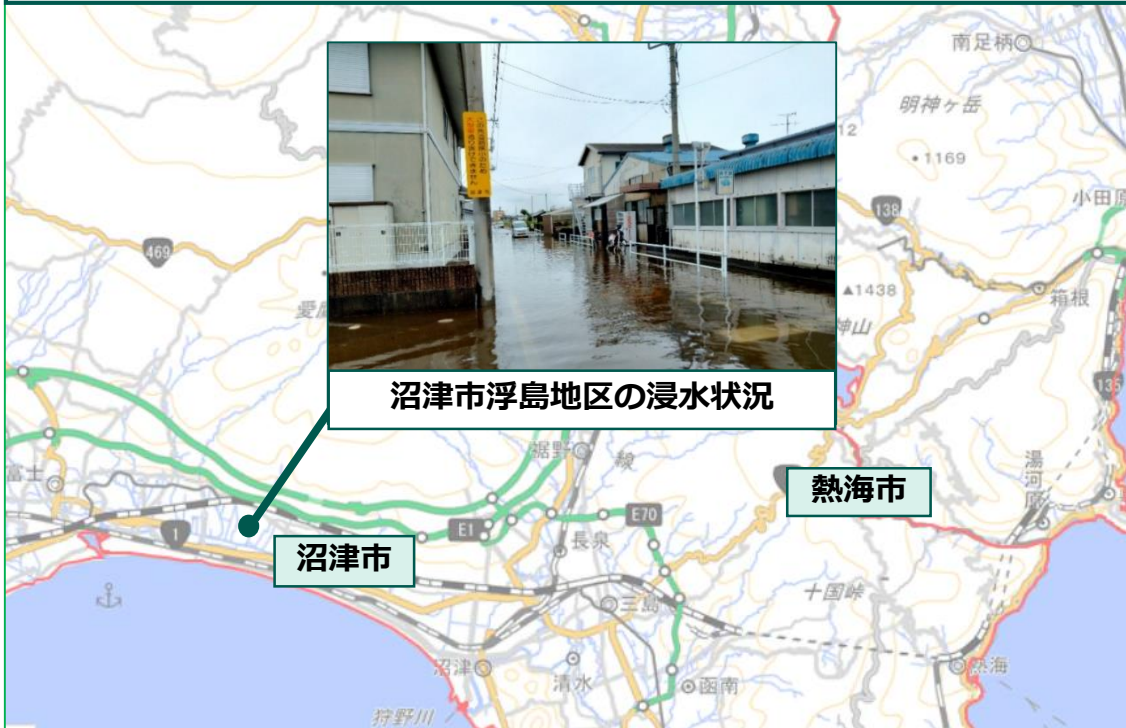 南足柄
明神ヶ岳
・1169
138
小田原
469
▲1438
神山
箱根
135
沼津市浮島地区の浸水状況
裾野
線
富士
熱海市
湯河原
1
E1
E70
沼津市
長泉
十国峠
三島
沼津
清水
函南
熱海
狩野川